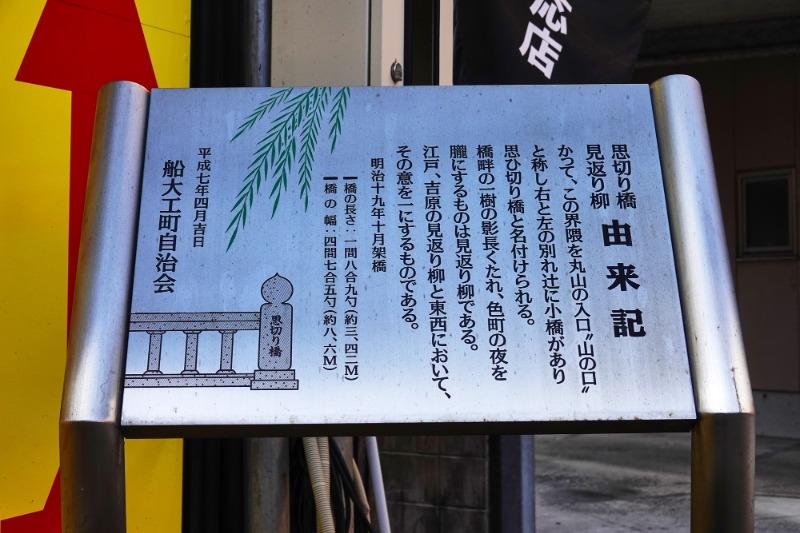 思切り橋
見返り柳
由来記
かつて、この界隈を丸山の入口〝山の口〟
と称し右と左の別れ辻に小橋があり
思ひ切り橋と名付けられる。
橋畔の一樹の影長くたれ、色町の夜を
朧にするものは見返り柳である。
江戸、吉原の見返り柳と東西において、
その意を一にするものである。
明治十九年十月架橋
一橋の長さ:一間八合九勺(約三、四二M)
一橋の幅:四間七合五勺(約八、六M)
平成七年四月吉日
船大工町自治会
思切り橋
店